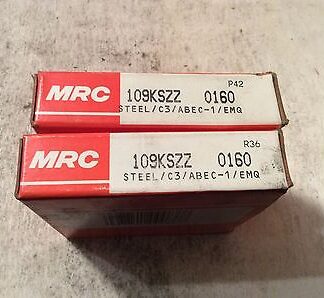 P42
MRC 109KSZZ 0160
STEEL/C3/ABEC-1/EMQ
R36
MRC 109KSZZ 0160
STEEL/C3/ABEC-1/EMQ